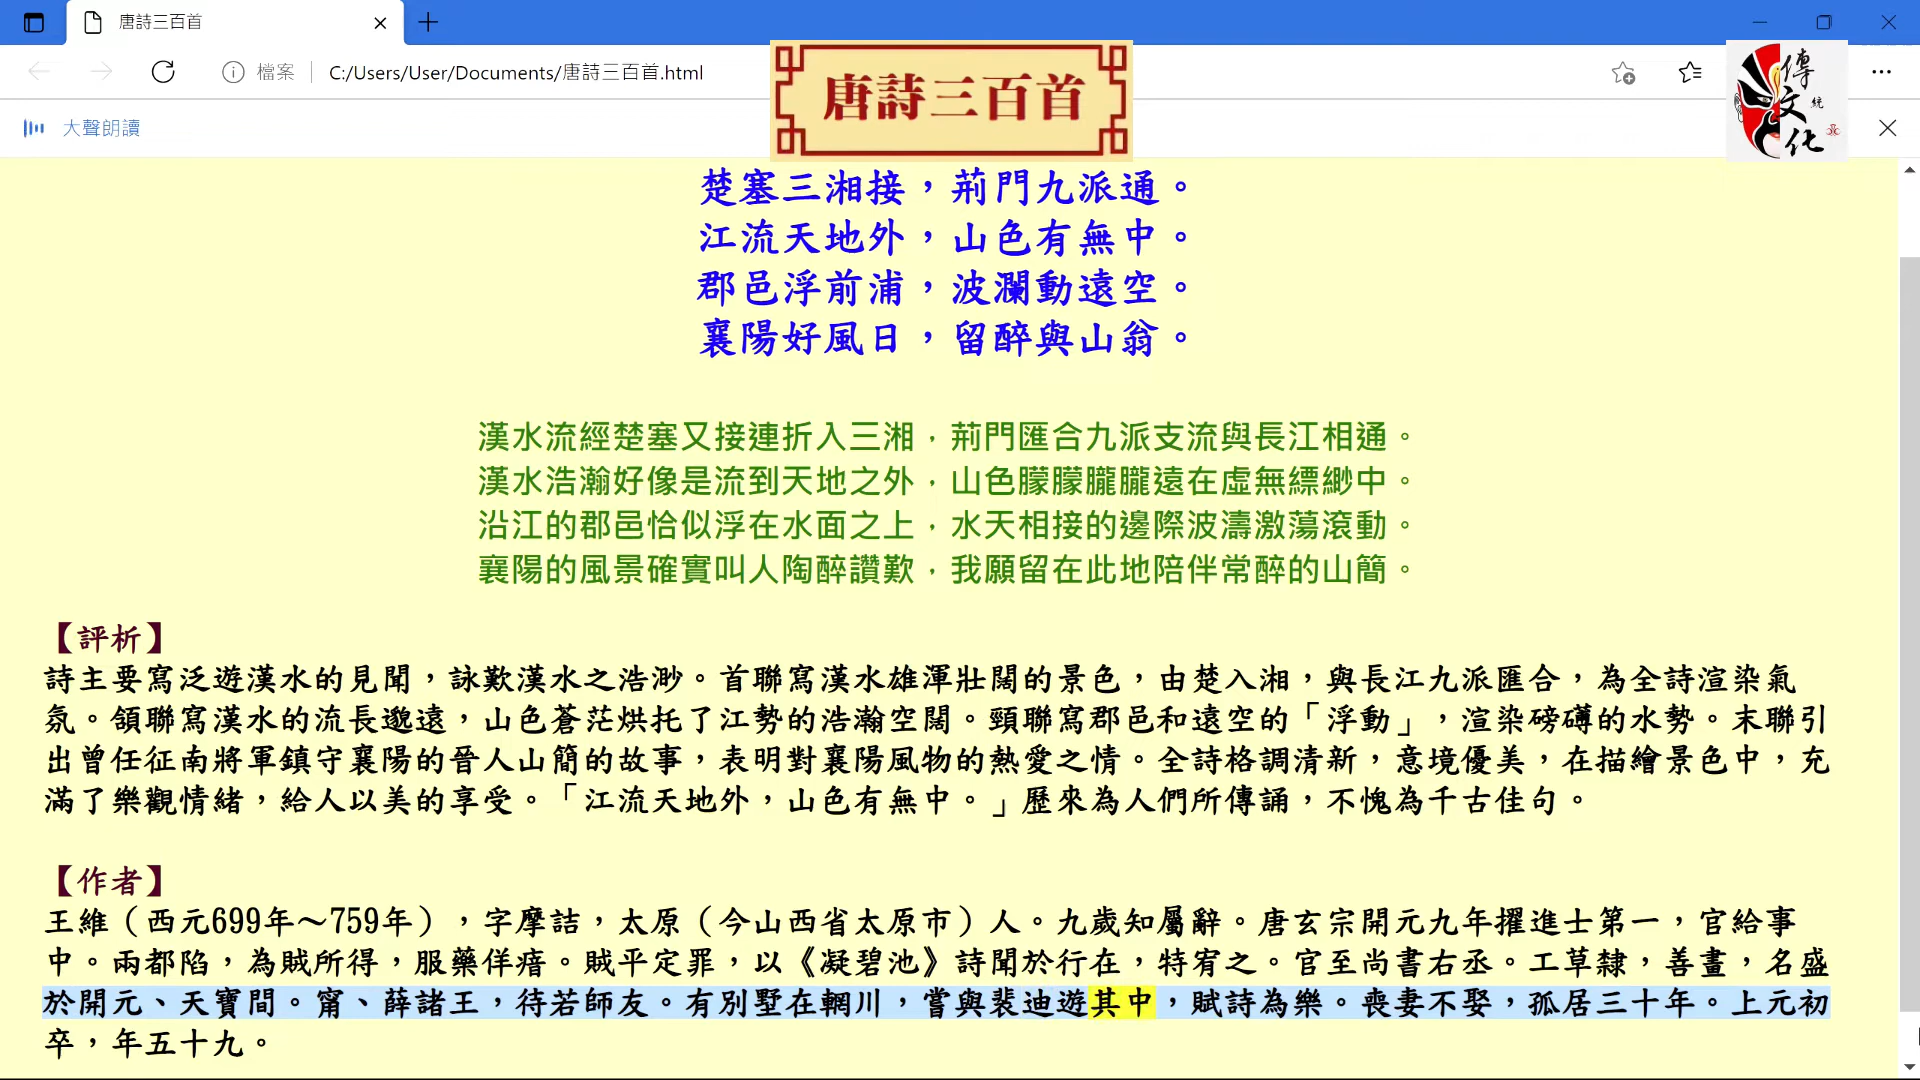 唐詩三百首
檔案
C:/Users/User/Documents/唐詩三百首.html
唐詩三百首
傳
統
文
化
大聲朗讀
楚塞三湘接，荊門九派通。
江流天地外，山色有無中。
郡邑浮前浦，波瀾動遠空。
襄陽好風日，留醉與山翁。
漢水流經楚塞又接連折入三湘，荊門匯合九派支流與長江相通。
漢水浩瀚好像是流到天地之外，山色朦朦朧朧遠在虛無縹緲中。
沿江的郡邑恰似浮在水面之上，水天相接的邊際波濤激蕩滾動。
襄陽的風景確實叫人陶醉讚歎，我願留在此地陪伴常醉的山簡。
【評析】
詩主要寫泛遊漢水的見聞，詠歎漢水之浩渺。首聯寫漢水雄渾壯闊的景色，由楚入湘，與長江九派匯合，為全詩渲染氣
氛。頷聯寫漢水的流長邈遠，山色蒼茫烘托了江勢的浩瀚空闊。頸聯寫郡邑和遠空的「浮動」，渲染磅礡的水勢。末聯引
出曾任征南將軍鎮守襄陽的晉人山簡的故事，表明對襄陽風物的熱愛之情。全詩格調清新，意境優美，在描繪景色中，充
滿了樂觀情緒，給人以美的享受。「江流天地外，山色有無中。」歷來為人們所傳誦，不愧為千古佳句。
【作者】
王維（西元699年～759年），字摩詰，太原（今山西省太原市）人。九歲知屬辭。唐玄宗開元九年擢進士第一，官給事
中。兩都陷，為賊所得，服藥佯瘖。賊平定罪，以《凝碧池》詩聞於行在，特宥之。官至尚書右丞。工草隸，善畫，名盛
於開元、天寶間。甯、薛諸王，待若師友。有別墅在輞川，嘗與裴迪遊其中，賦詩為樂。喪妻不娶，孤居三十年。上元初
卒，年五十九。